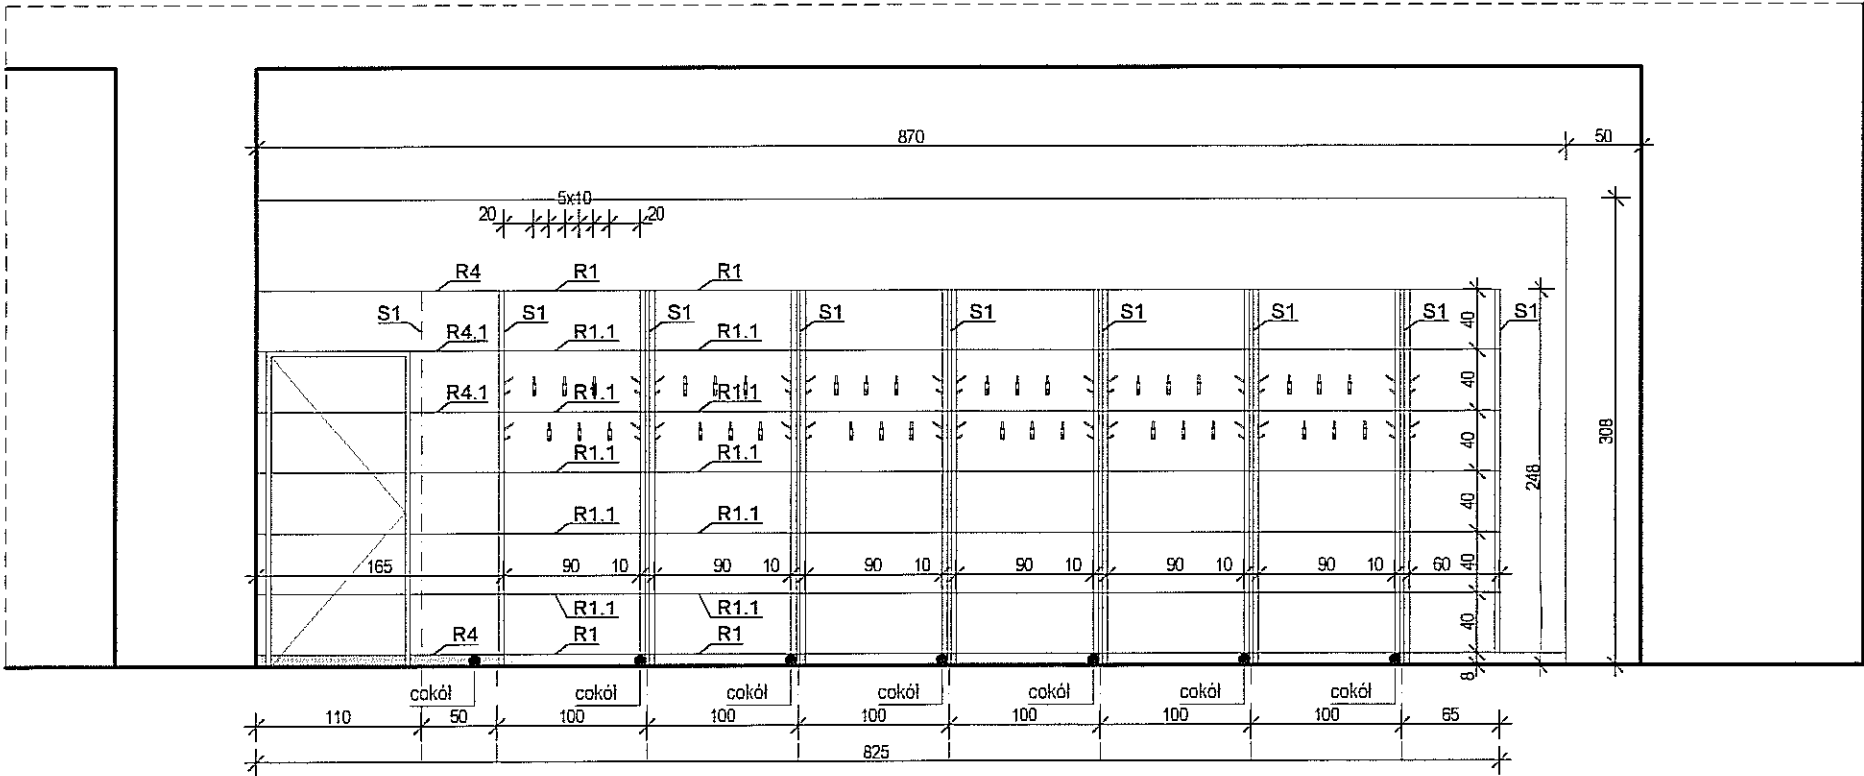 870 50
5x10
20 20
R4 R1 R1
S1 S1 S1 S1 S1 S1 S1 S1 S1
40
R4.1 R1.1 R1.1
40
R4.1 R1.1 R1.1
40
308
R1.1 R1.1
248
40
R1.1 R1.1
165 90 10 90 10 90 10 90 10 90 10 90 10 60 40
R1.1 R1.1
40
R4 R1 R1
8
cokół cokół cokół cokół cokół cokół cokół
110 50 100 100 100 100 100 100 65
825